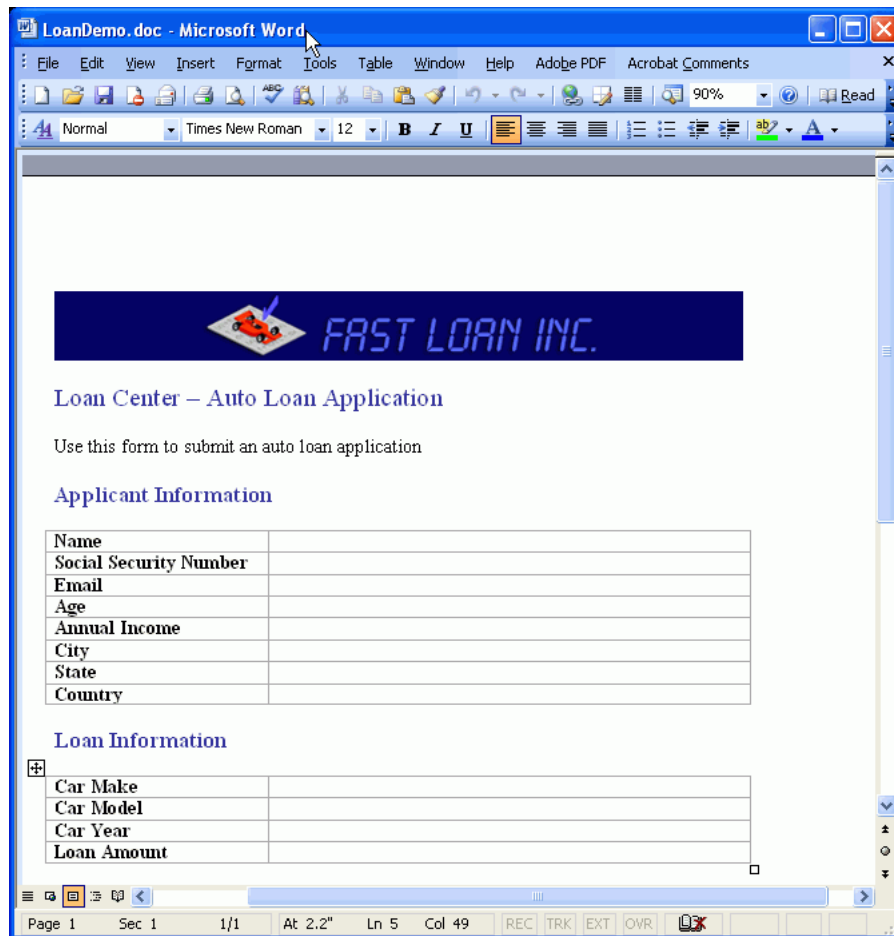 LoanDemo.doc - Microsoft Word
File Edit View Insert Format Tools Table Window Help Adobe PDF Acrobat Comments
ABC 90% Read
Normal Times New Roman 12 B I U ab A
FAST LOAN INC.
Loan Center – Auto Loan Application
Use this form to submit an auto loan application
Applicant Information
Name
Social Security Number
Email
Age
Annual Income
City
State
Country
Loan Information
Car Make
Car Model
Car Year
Loan Amount
Page 1 Sec 1 1/1 At 2.2" Ln 5 Col 49 REC TRK EXT OVR